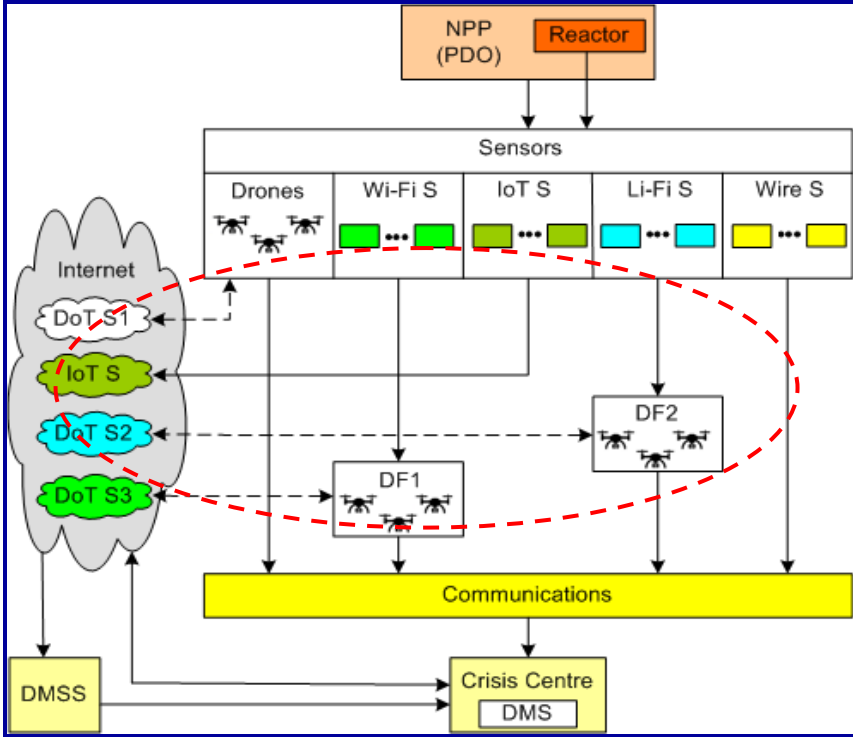 NPP
(PDO)
Reactor
Sensors
Drones
Wi-Fi S
IoT S
Li-Fi S
Wire S
Internet
DoT S1
IoT S
DoT S2
DoT S3
DF2
DF1
Communications
DMSS
Crisis Centre
DMS